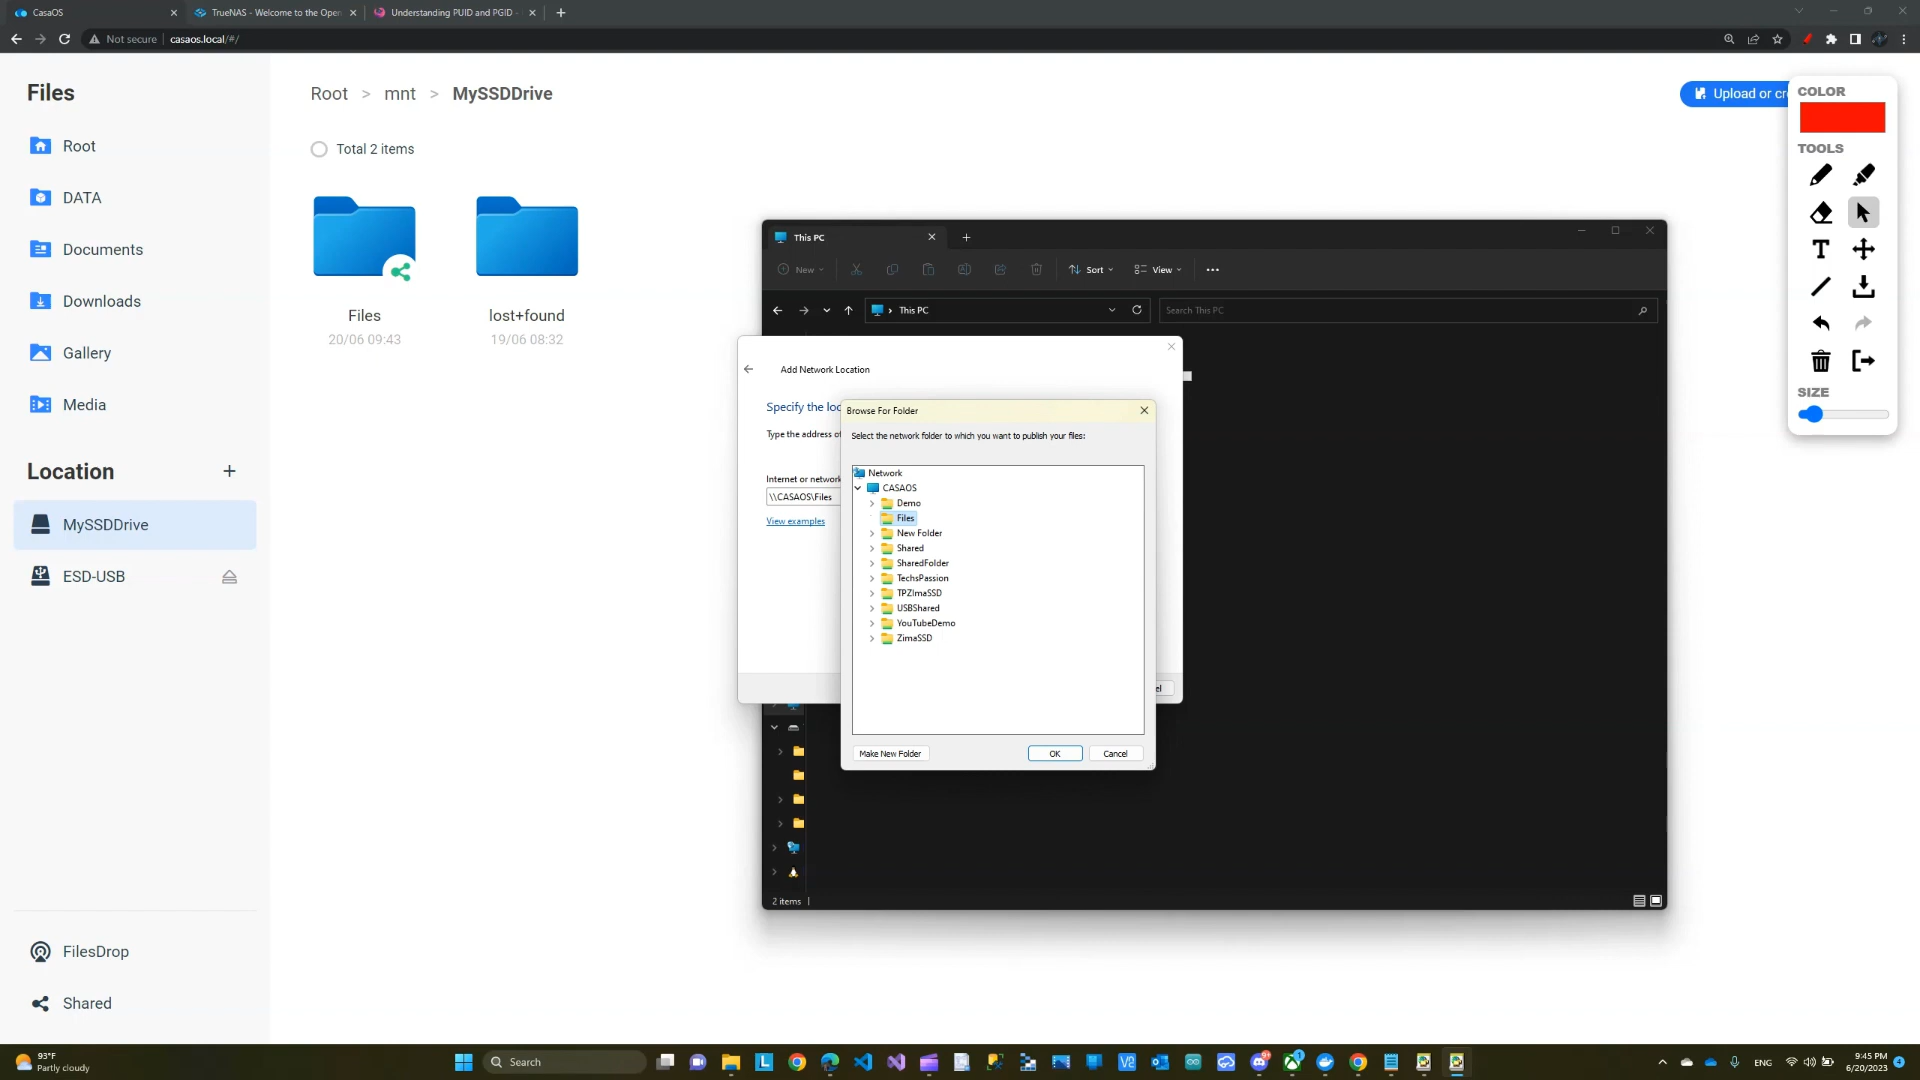 CasaOS
TrueNAS - Welcome to the Open
Understanding PUID and PGID -
Not secure
casaos.local/#/
Files
Root
DATA
Documents
Downloads
Gallery
Media
Location
MySSDDrive
ESD-USB
FilesDrop
Shared
Root > mnt > MySSDDrive
Upload or cr
Total 2 items
Files
20/06 09:43
lost+found
19/06 08:32
COLOR
TOOLS
SIZE
This PC
New
Sort
View
This PC
Search This PC
Add Network Location
Specify the loc
Type the address of
Internet or network
\\CASAOS\Files
View examples
Browse For Folder
Select the network folder to which you want to publish your files:
Network
CASAOS
Demo
Files
New Folder
Shared
SharedFolder
TechsPassion
TPZImaSSD
USBShared
YouTubeDemo
ZimaSSD
Make New Folder
OK
Cancel
el
2 items
93°F
Partly cloudy
Search
ENG
9:45 PM
6/20/2023
4